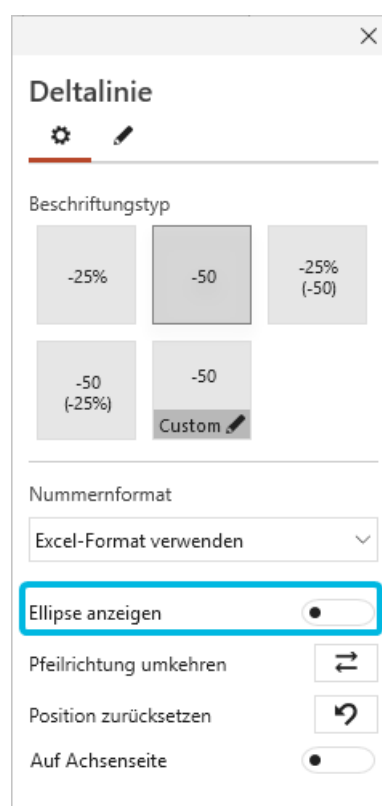 Deltalinie
Beschriftungstyp
-25%
-50
-25%
(-50)
-50
(-25%)
-50
Custom
Nummernformat
Excel-Format verwenden
Ellipse anzeigen
Pfeilrichtung umkehren
Position zurücksetzen
Auf Achsenseite